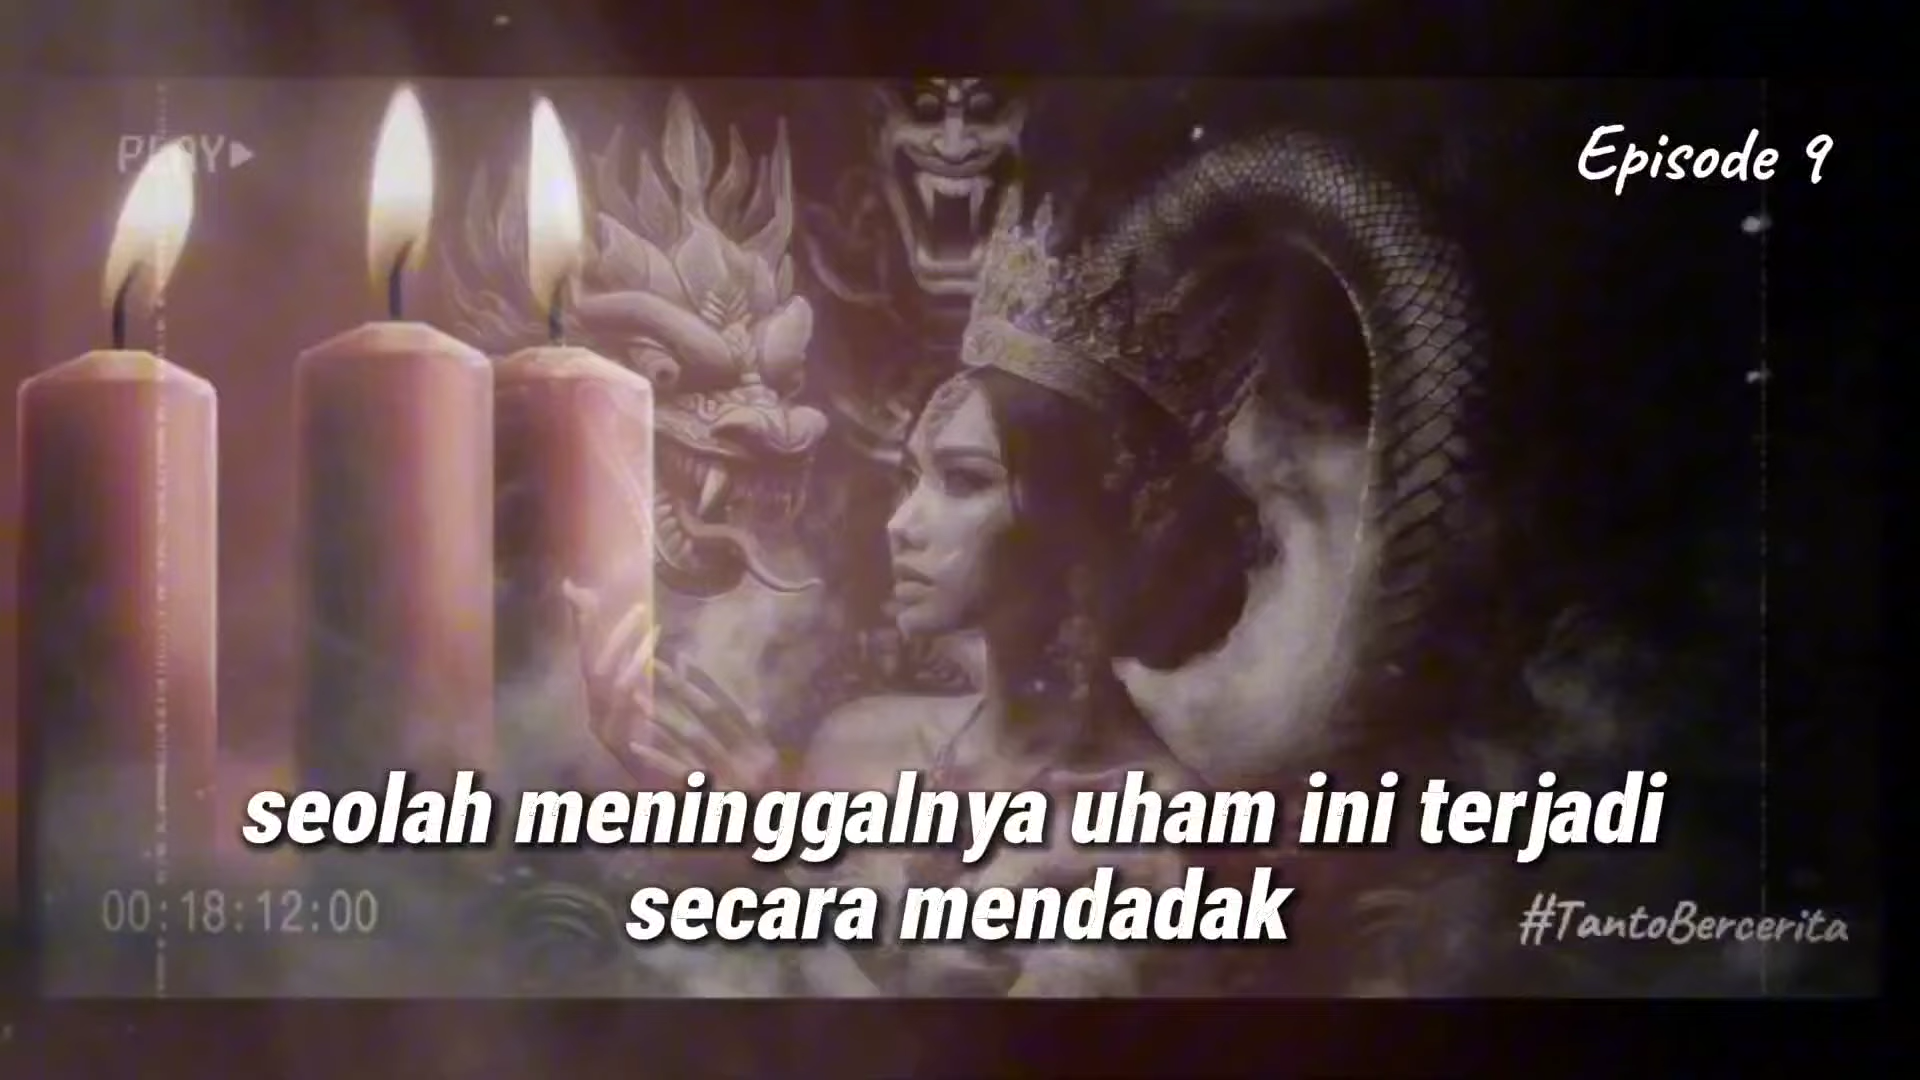 PLAY
Episode 9
seolah meninggalnya uham ini terjadi
secara mendadak
00:18:12:00
#TantoBercerita